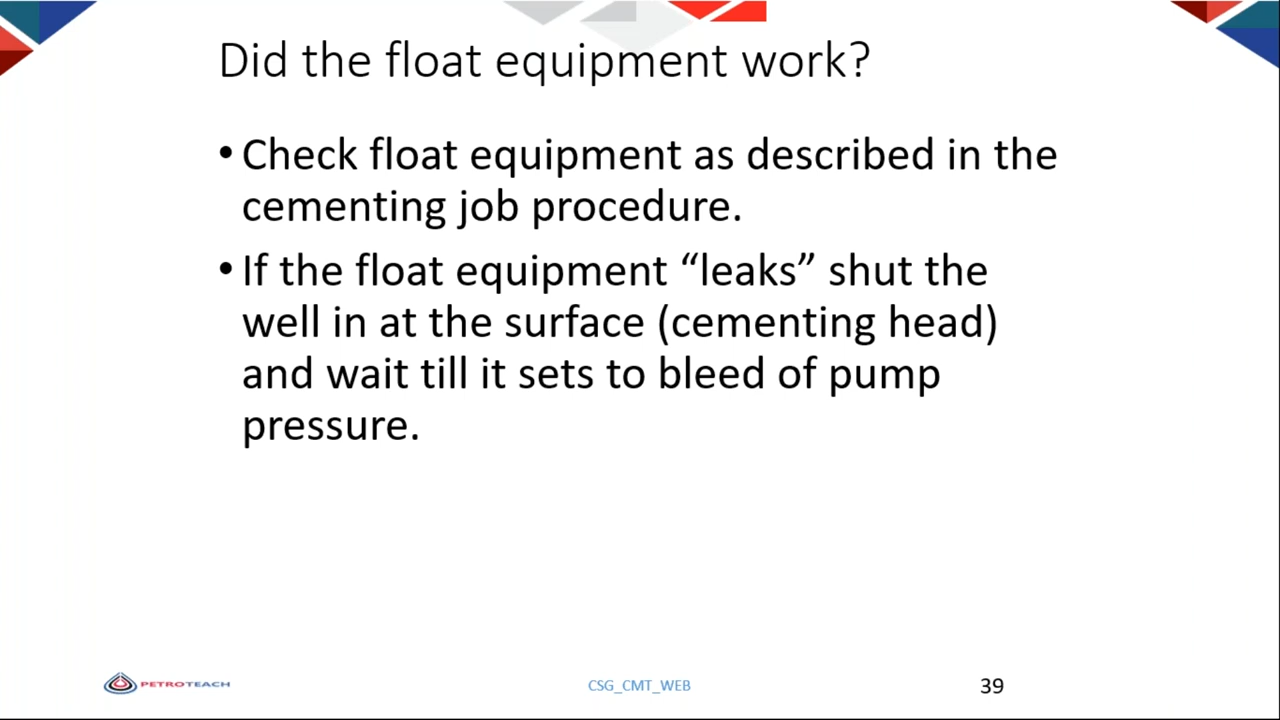 Did the float equipment work?
•Check float equipment as described in the
cementing job procedure.
•If the float equipment “leaks” shut the
well in at the surface (cementing head)
and wait till it sets to bleed of pump
pressure.
PETROTEACH
CSG_CMT_WEB
39